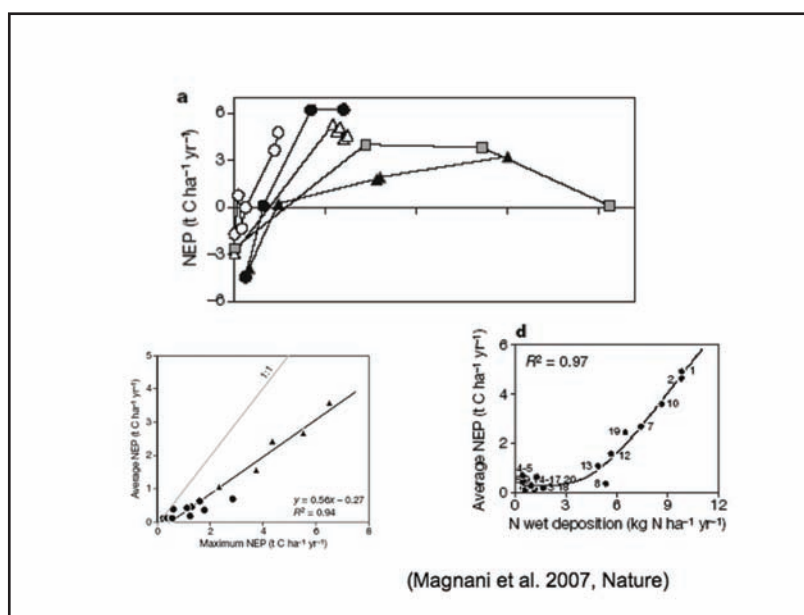 a
NEP (t C ha⁻¹ yr⁻¹)
6
3
0
−3
−6
Average NEP (t C ha⁻¹ yr⁻¹)
5
4
3
2
1
0
1:1
y = 0.56x − 0.27
R² = 0.94
0 2 4 6 8
Maximum NEP (t C ha⁻¹ yr⁻¹)
d
Average NEP (t C ha⁻¹ yr⁻¹)
6
4
2
0
R² = 0.97
1
2
10
7
19
12
13
8
4-5
0 3 6 9 12
N wet deposition (kg N ha⁻¹ yr⁻¹)
(Magnani et al. 2007, Nature)